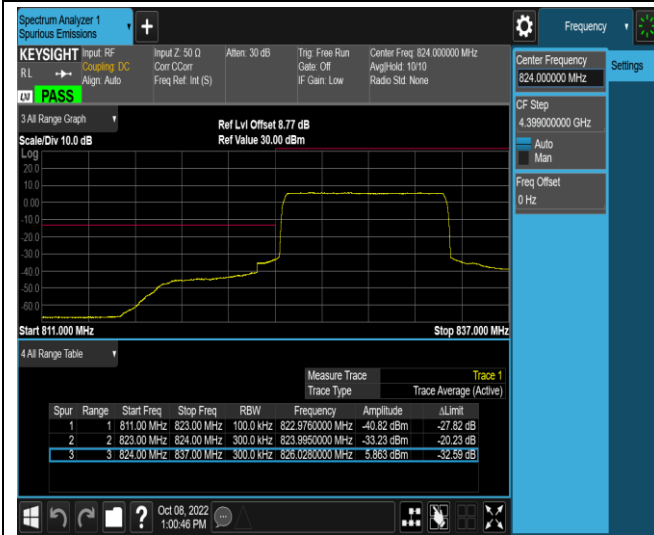 Spectrum Analyzer 1
Spurious Emissions
Frequency
KEYSIGHT
RL
Input: RF
Coupling: DC
Align: Auto
Input Z: 50 Ω
Corr CCorr
Freq Ref: Int (S)
Atten: 30 dB
Trig: Free Run
Gate: Off
IF Gain: Low
Center Freq: 824.000000 MHz
Avg|Hold: 10/10
Radio Std: None
LXI
PASS
Center Frequency
824.000000 MHz
Settings
CF Step
4.399000000 GHz
Auto
Man
Freq Offset
0 Hz
3 All Range Graph
Scale/Div 10.0 dB
Ref Lvl Offset 8.77 dB
Ref Value 30.00 dBm
Log
20.0
10.0
0.00
-10.0
-20.0
-30.0
-40.0
-50.0
-60.0
Start 811.000 MHz
Stop 837.000 MHz
4 All Range Table
Measure Trace Trace 1
Trace Type Trace Average (Active)
Spur Range Start Freq Stop Freq RBW Frequency Amplitude ΔLimit
1 1 811.00 MHz 823.00 MHz 100.0 kHz 822.9760000 MHz -40.82 dBm -27.82 dB
2 2 823.00 MHz 824.00 MHz 300.0 kHz 823.9950000 MHz -33.23 dBm -20.23 dB
3 3 824.00 MHz 837.00 MHz 300.0 kHz 826.0280000 MHz 5.863 dBm -32.59 dB
?
Oct 08, 2022
1:00:46 PM